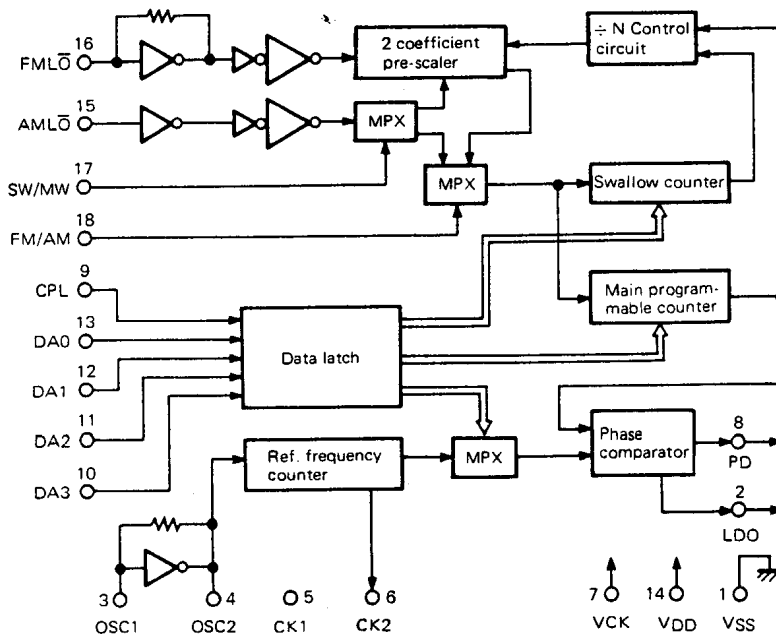 16
FMLO̅
2 coefficient
pre-scaler
÷ N Control
circuit
15
AMLO̅
MPX
17
SW/MW
MPX
Swallow counter
18
FM/AM
9
CPL
Main program-
mable counter
13
DA0
Data latch
12
DA1
11
DA2
10
DA3
Ref. frequency
counter
MPX
Phase
comparator
8
PD
2
LDO
3
OSC1
4
OSC2
5
CK1
6
CK2
7
VCK
14
VDD
1
VSS